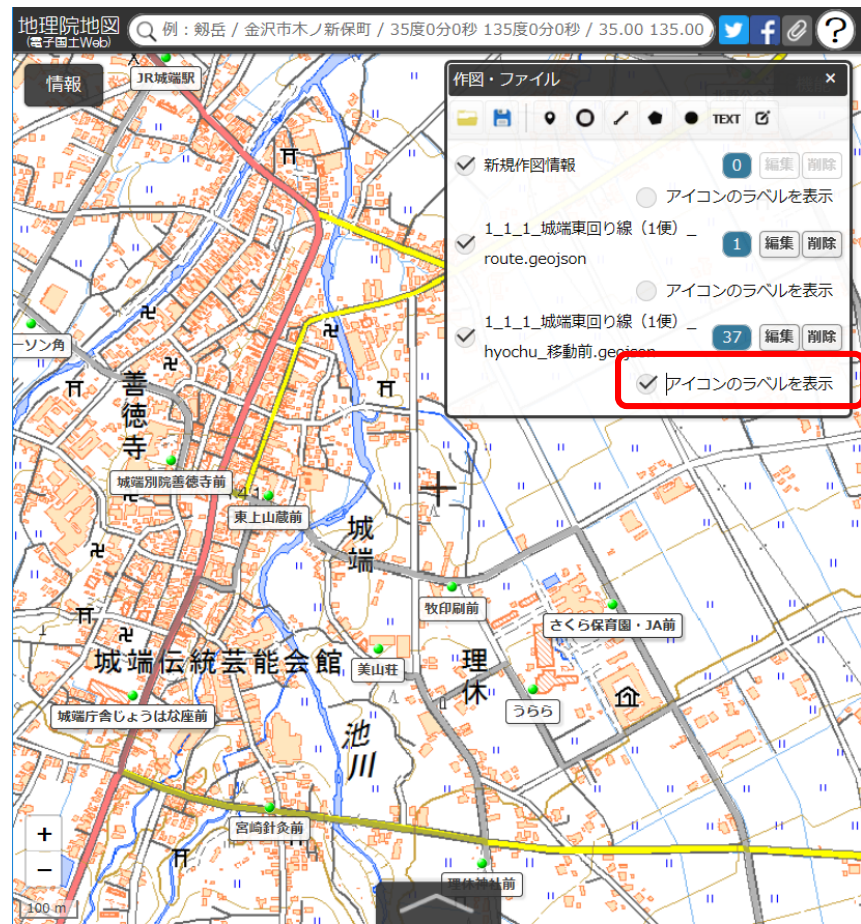 地理院地図
(電子国土Web)
例：剱岳 / 金沢市木ノ新保町 / 35度0分0秒 135度0分0秒 / 35.00 135.00 /
?
情報
JR城端駅
作図・ファイル
×
TEXT
新規作図情報
0
編集
削除
アイコンのラベルを表示
1_1_1_城端東回り線（1便）_
route.geojson
1
編集
削除
アイコンのラベルを表示
1_1_1_城端東回り線（1便）_
hyochu_移動前.geojson
37
編集
削除
アイコンのラベルを表示
ーソン角
善徳寺
城端別院善徳寺前
東上山蔵前
城端
牧印刷前
さくら保育園・JA前
城端伝統芸能会館
美山荘
理休
うらら
城端庁舎じょうはな座前
池川
宮崎針灸前
理休神社前
+
−
100 m